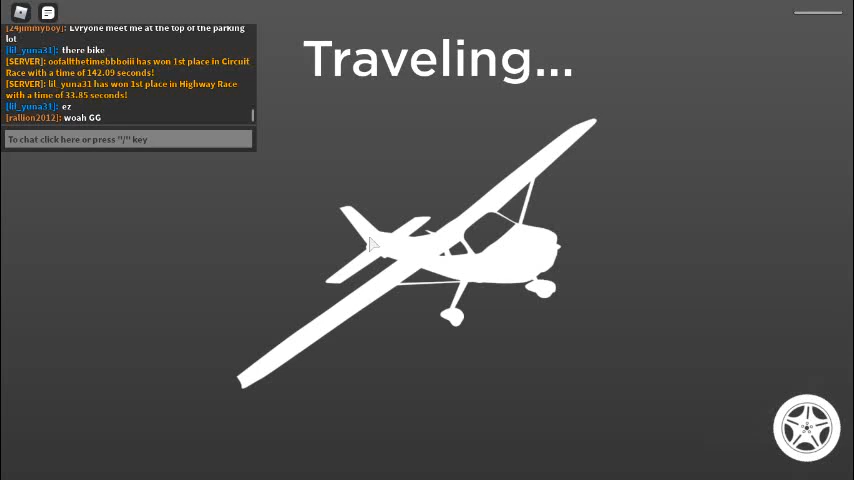 [24jimmyboy]: Evryone meet me at the top of the parking
lot
[lil_yuna31]: there bike
[SERVER]: oofallthetimebbboiii has won 1st place in Circuit
Race with a time of 142.09 seconds!
[SERVER]: lil_yuna31 has won 1st place in Highway Race
with a time of 33.85 seconds!
[lil_yuna31]: ez
[rallion2012]: woah GG
To chat click here or press "/" key
Traveling...